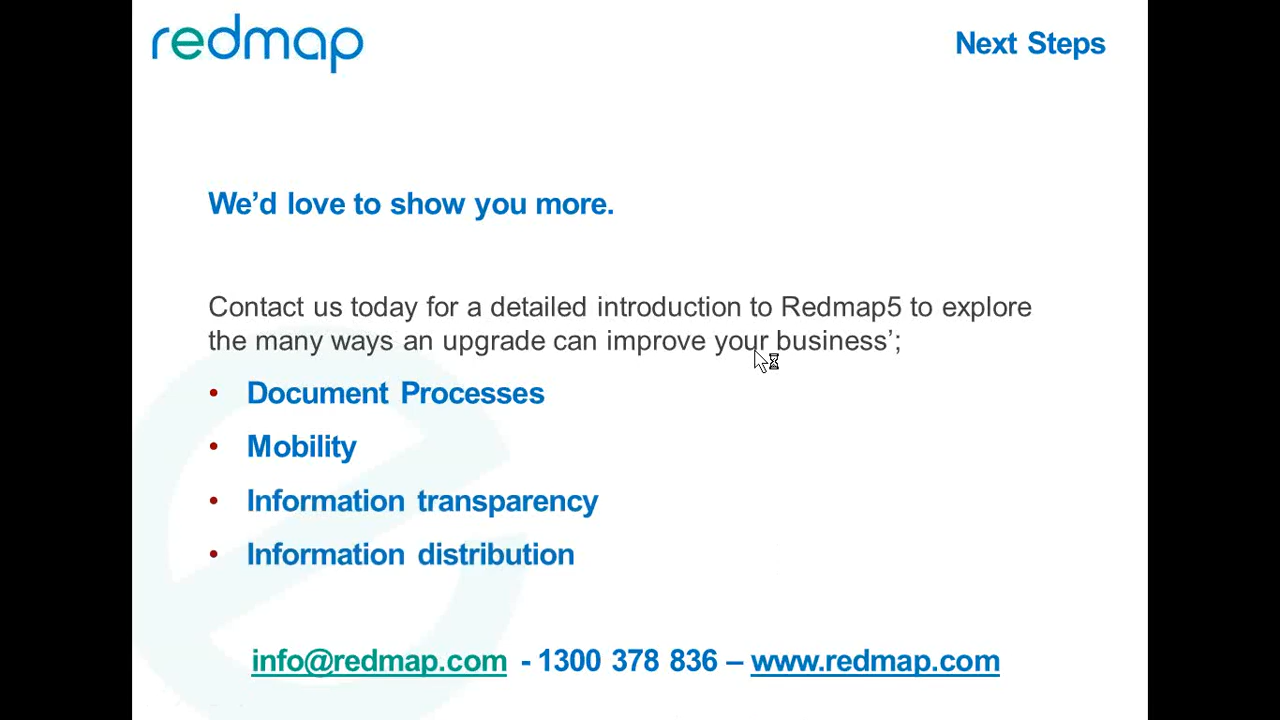 redmap
Next Steps
We’d love to show you more.
Contact us today for a detailed introduction to Redmap5 to explore
the many ways an upgrade can improve your business’;
• Document Processes
• Mobility
• Information transparency
• Information distribution
info@redmap.com - 1300 378 836 – www.redmap.com